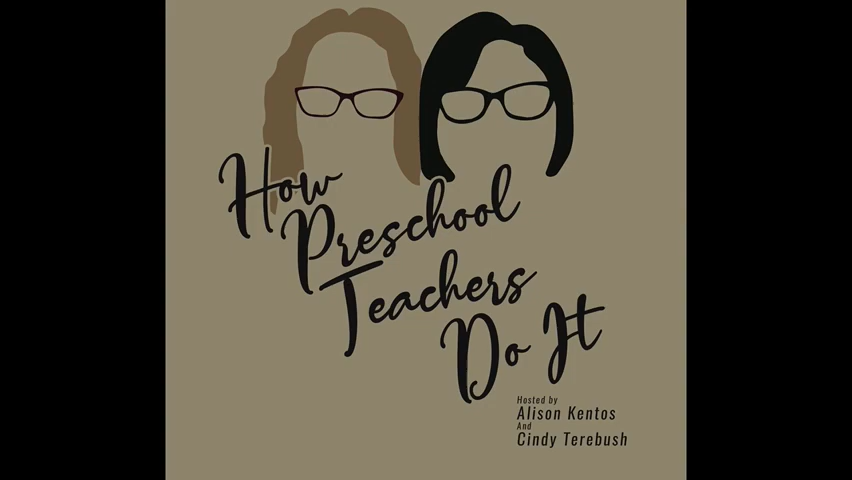 How
Preschool
Teachers
Do It
Hosted by
Alison Kentos
And
Cindy Terebush